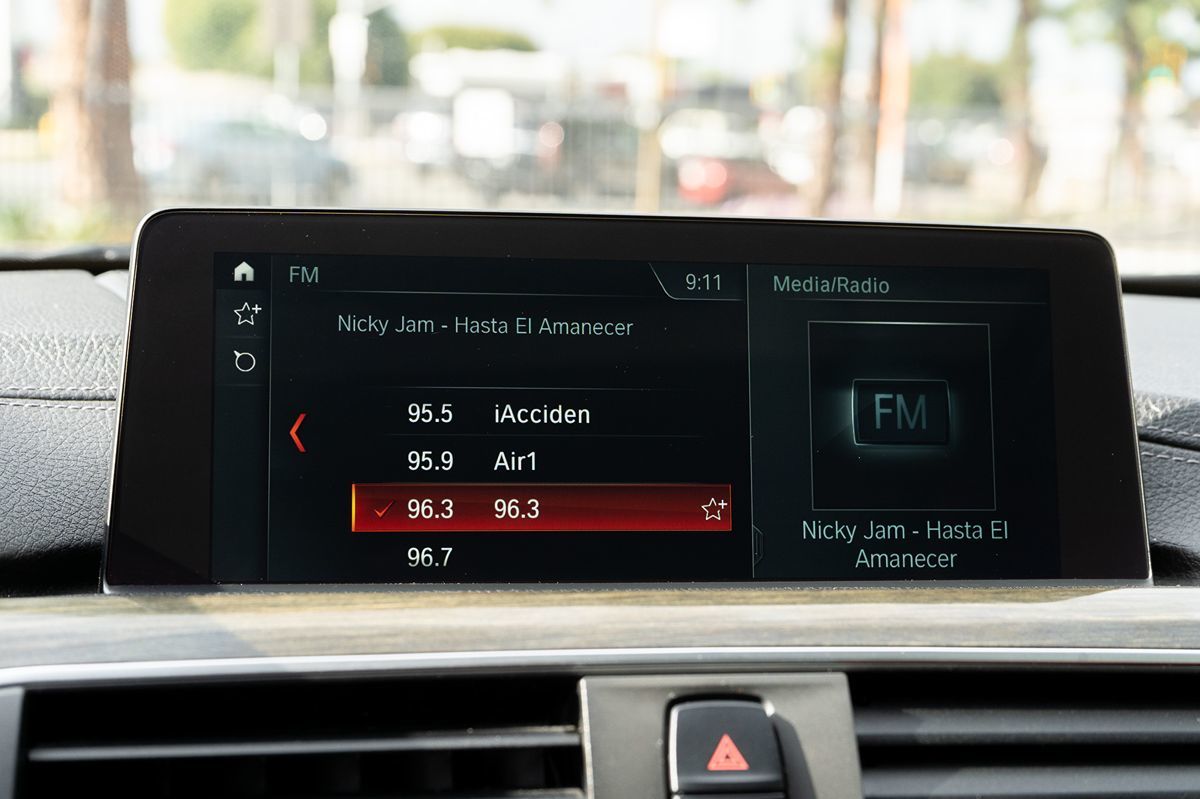 FM
9:11
Nicky Jam - Hasta El Amanecer
95.5 iAcciden
95.9 Air1
96.3 96.3
96.7
Media/Radio
FM
Nicky Jam - Hasta El
Amanecer